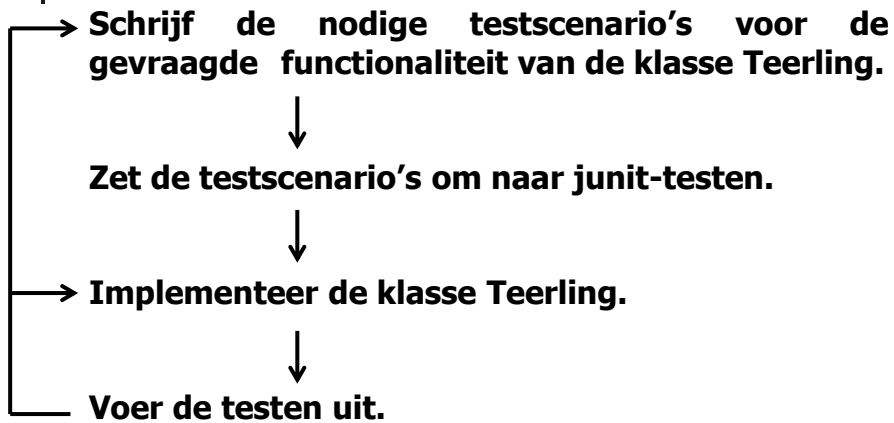 Schrijf de nodige testscenario’s voor de
gevraagde functionaliteit van de klasse Teerling.
Zet de testscenario’s om naar junit-testen.
Implementeer de klasse Teerling.
Voer de testen uit.